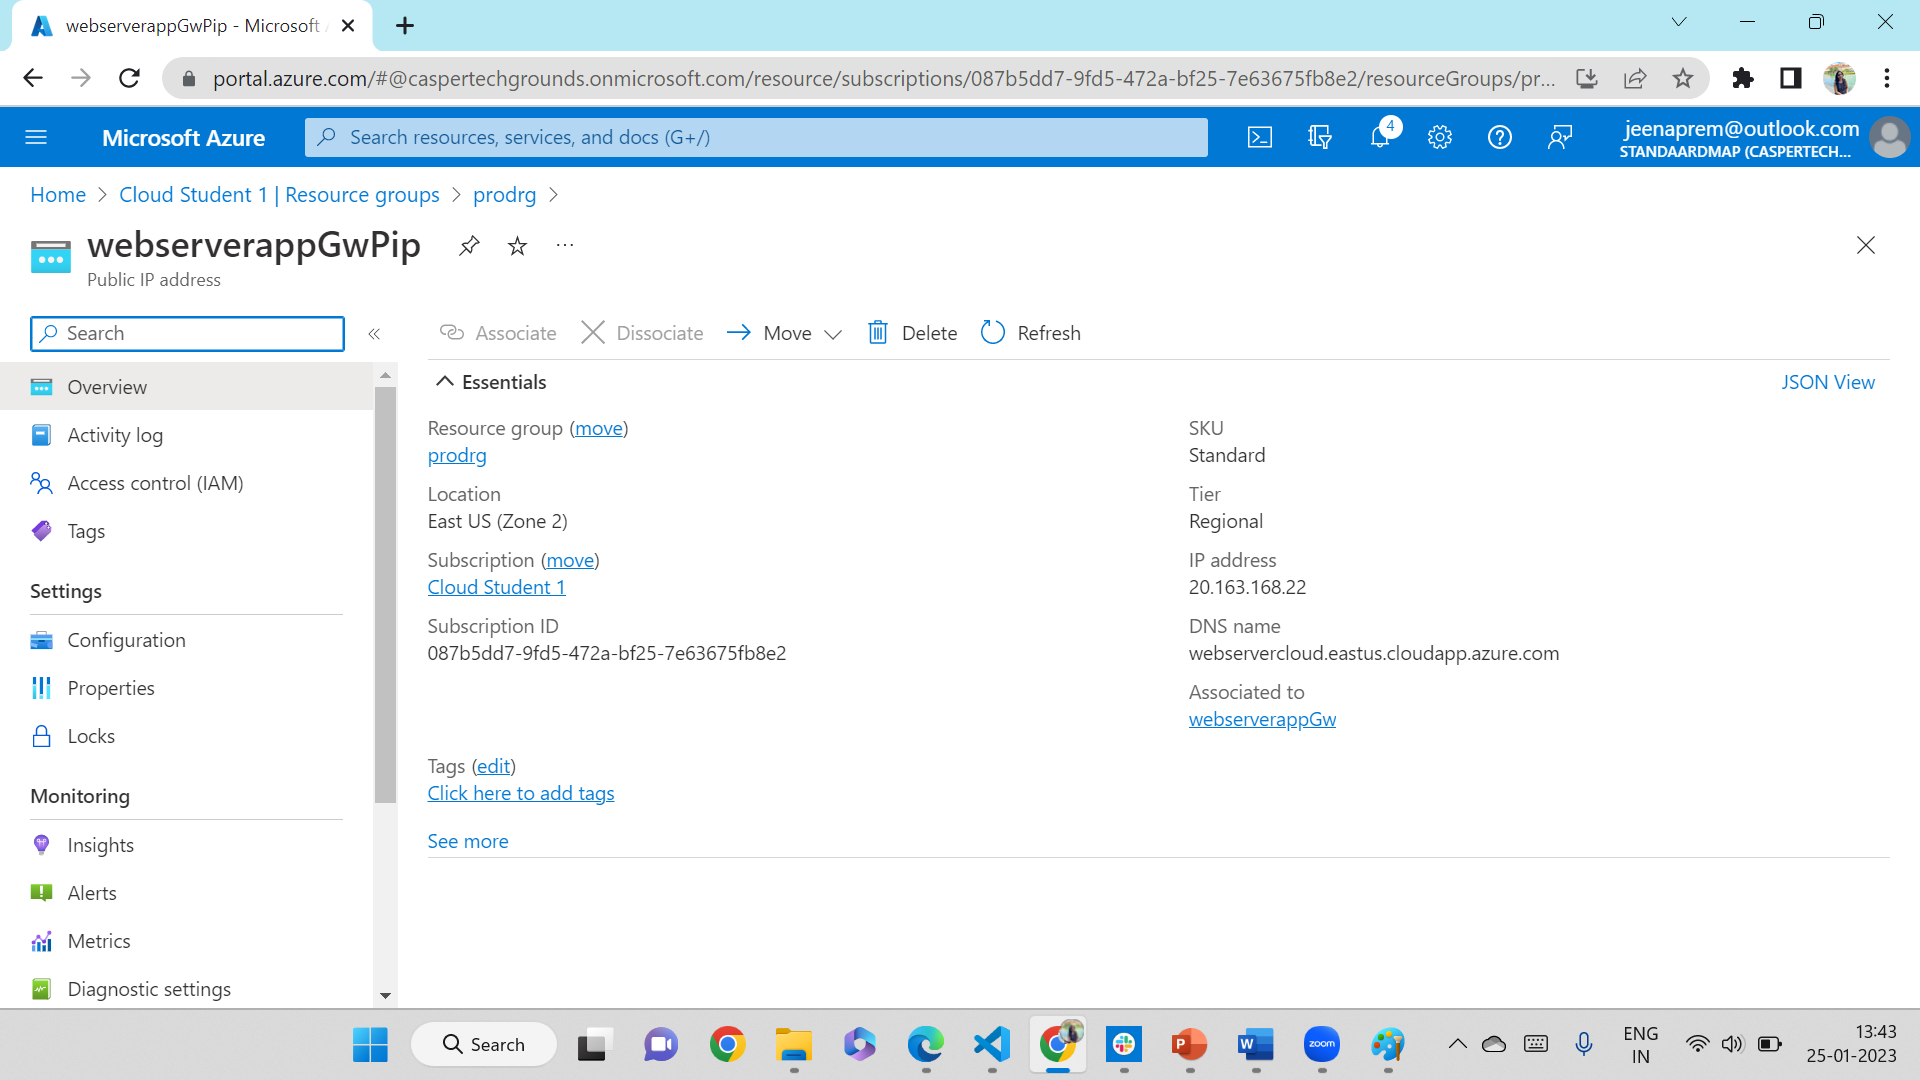 webserverappGwPip - Microsoft
portal.azure.com/#@caspertechgrounds.onmicrosoft.com/resource/subscriptions/087b5dd7-9fd5-472a-bf25-7e63675fb8e2/resourceGroups/pr...
Microsoft Azure
Search resources, services, and docs (G+/)
4
jeenaprem@outlook.com
STANDAARDMAP (CASPERTECH...
Home > Cloud Student 1 | Resource groups > prodrg >
webserverappGwPip
Public IP address
Search
Associate
Dissociate
Move
Delete
Refresh
Overview
Activity log
Access control (IAM)
Tags
Settings
Configuration
Properties
Locks
Monitoring
Insights
Alerts
Metrics
Diagnostic settings
Essentials
JSON View
Resource group (move)
prodrg
Location
East US (Zone 2)
Subscription (move)
Cloud Student 1
Subscription ID
087b5dd7-9fd5-472a-bf25-7e63675fb8e2
SKU
Standard
Tier
Regional
IP address
20.163.168.22
DNS name
webservercloud.eastus.cloudapp.azure.com
Associated to
webserverappGw
Tags (edit)
Click here to add tags
See more
Search
P
W
zoom
ENG
IN
13:43
25-01-2023